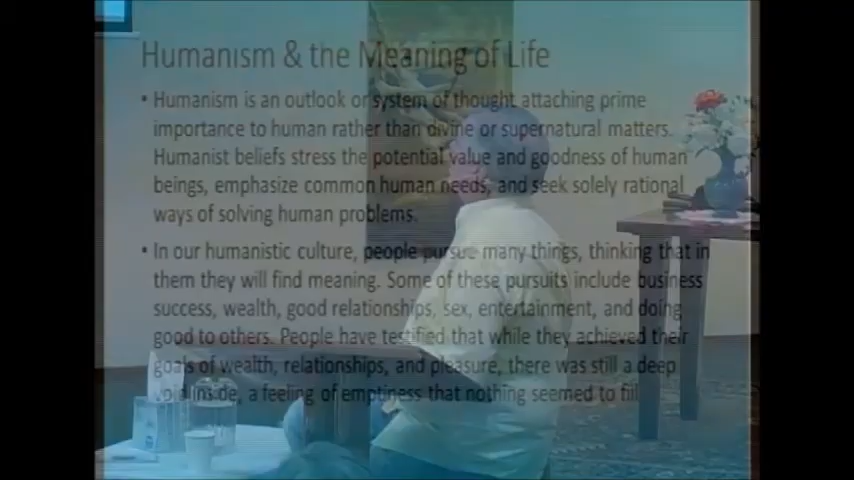 Humanism & the Meaning of Life
• Humanism is an outlook or system of thought attaching prime
importance to human rather than divine or supernatural matters.
Humanist beliefs stress the potential value and goodness of human
beings, emphasize common human needs, and seek solely rational
ways of solving human problems.
• In our humanistic culture, people pursue many things, thinking that in
them they will find meaning. Some of these pursuits include business
success, wealth, good relationships, sex, entertainment, and doing
good to others. People have testified that while they achieved their
goals of wealth, relationships, and pleasure, there was still a deep
void inside, a feeling of emptiness that nothing seemed to fill